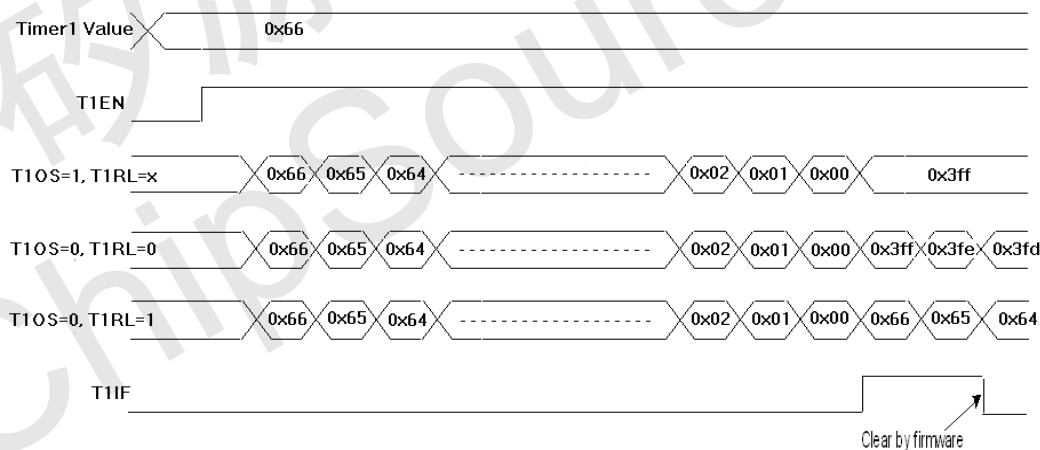 Timer1 Value 0x66
T1EN
T1OS=1, T1RL=x 0x66 0x65 0x64 0x02 0x01 0x00 0x3ff
T1OS=0, T1RL=0 0x66 0x65 0x64 0x02 0x01 0x00 0x3ff 0x3fe 0x3fd
T1OS=0, T1RL=1 0x66 0x65 0x64 0x02 0x01 0x00 0x66 0x65 0x64
T1IF
Clear by firmware
ChipSourc